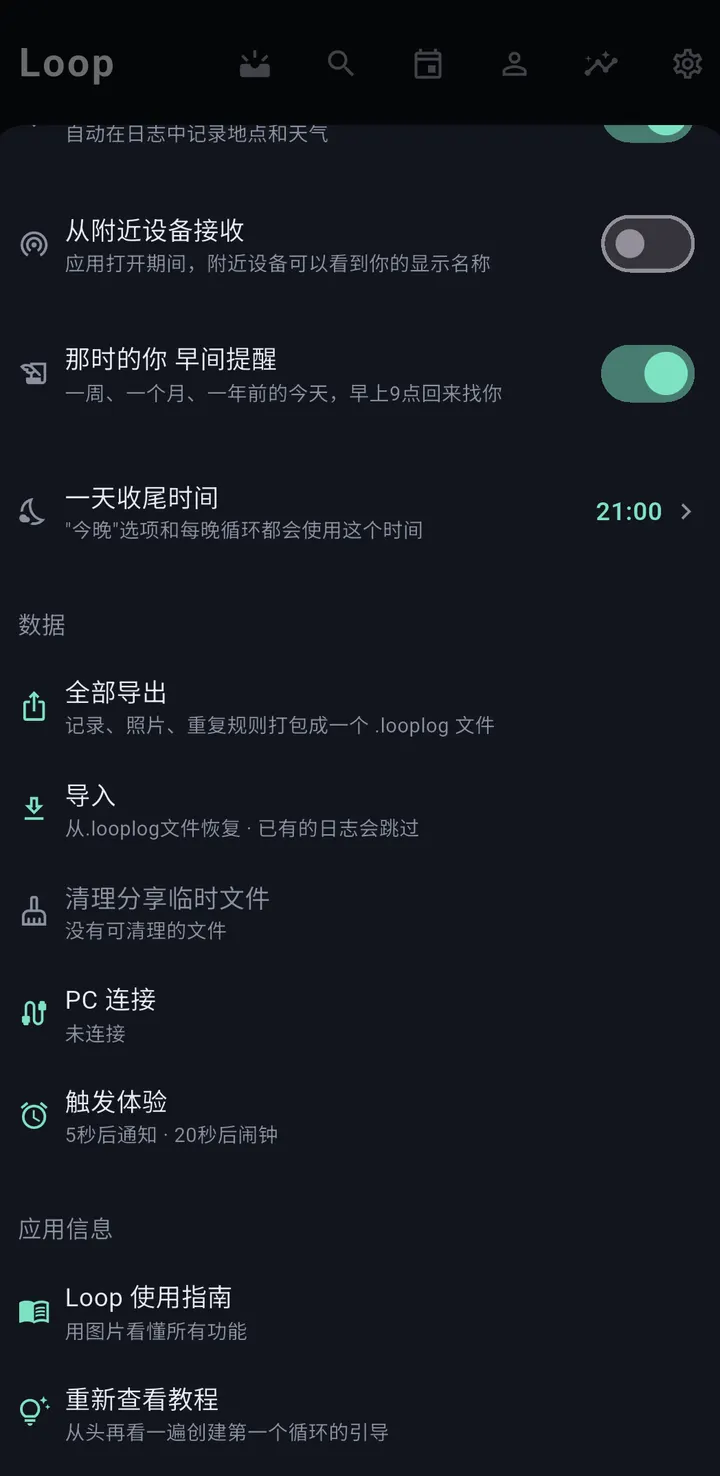 Loop
自动在日志中记录地点和天气
从附近设备接收
应用打开期间，附近设备可以看到你的显示名称
那时的你 早间提醒
一周、一个月、一年前的今天，早上9点回来找你
一天收尾时间
"今晚"选项和每晚循环都会使用这个时间
21:00
数据
全部导出
记录、照片、重复规则打包成一个 .looplog 文件
导入
从.looplog文件恢复 · 已有的日志会跳过
清理分享临时文件
没有可清理的文件
PC 连接
未连接
触发体验
5秒后通知 · 20秒后闹钟
应用信息
Loop 使用指南
用图片看懂所有功能
重新查看教程
从头再看一遍创建第一个循环的引导